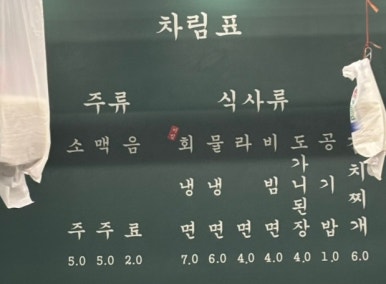 차림표
주류
소주 5.0
맥주 5.0
음료 2.0
식사류
회냉면 7.0
물냉면 6.0
라면 4.0
비빔면 4.0
도가니된장 4.0
공기밥 1.0
치찌개 6.0